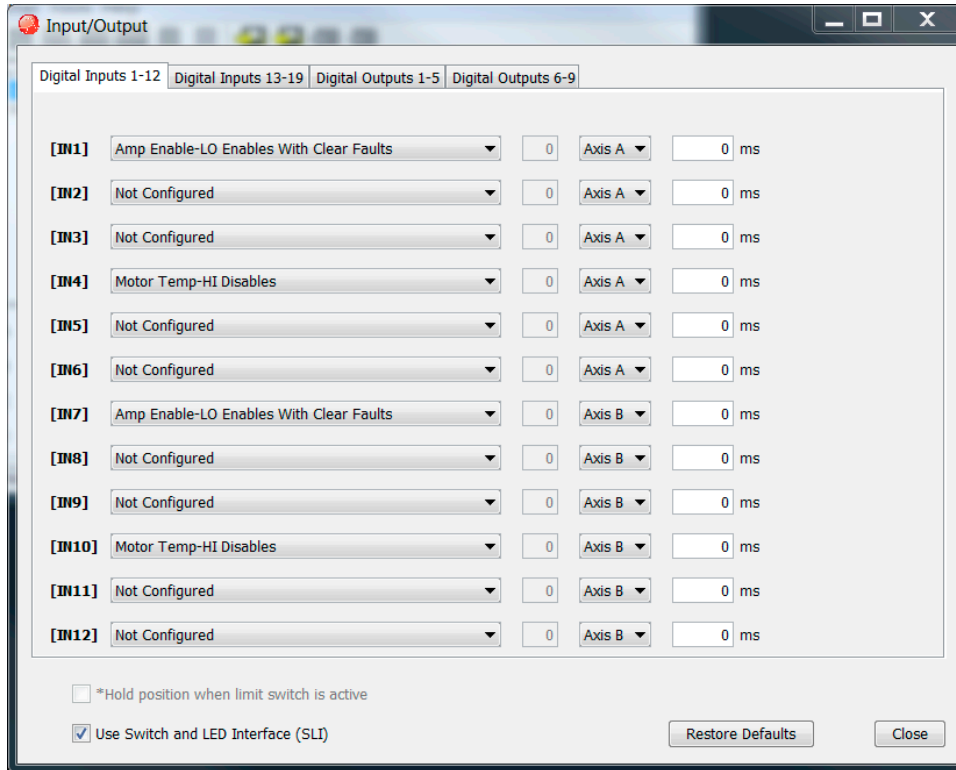 Input/Output
Digital Inputs 1-12 Digital Inputs 13-19 Digital Outputs 1-5 Digital Outputs 6-9
[IN1] Amp Enable-LO Enables With Clear Faults 0 Axis A 0 ms
[IN2] Not Configured 0 Axis A 0 ms
[IN3] Not Configured 0 Axis A 0 ms
[IN4] Motor Temp-HI Disables 0 Axis A 0 ms
[IN5] Not Configured 0 Axis A 0 ms
[IN6] Not Configured 0 Axis A 0 ms
[IN7] Amp Enable-LO Enables With Clear Faults 0 Axis B 0 ms
[IN8] Not Configured 0 Axis B 0 ms
[IN9] Not Configured 0 Axis B 0 ms
[IN10] Motor Temp-HI Disables 0 Axis B 0 ms
[IN11] Not Configured 0 Axis B 0 ms
[IN12] Not Configured 0 Axis B 0 ms
*Hold position when limit switch is active
Use Switch and LED Interface (SLI) Restore Defaults Close